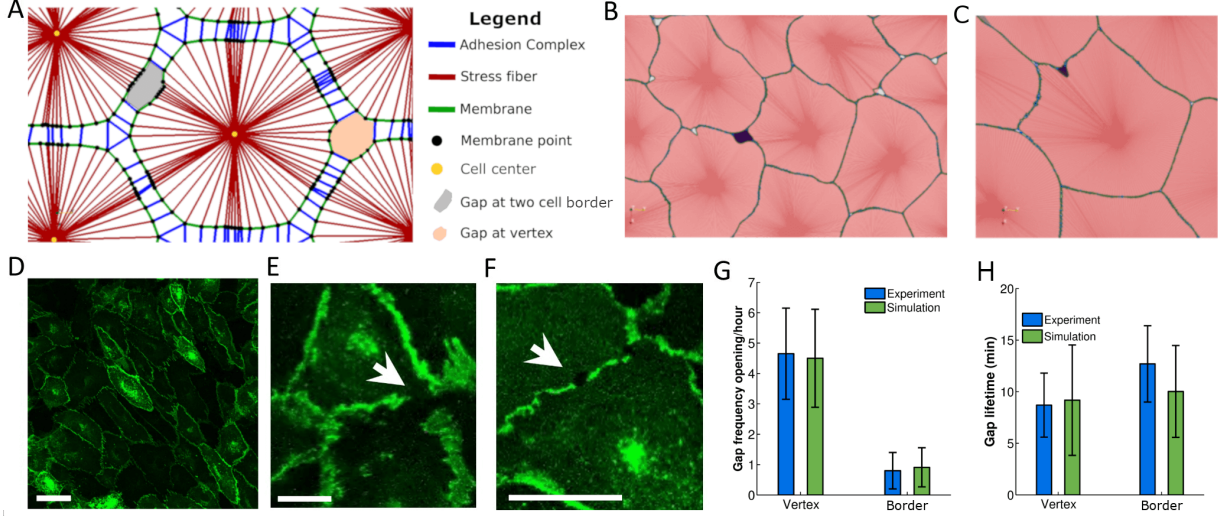 A
Legend
Adhesion Complex
Stress fiber
Membrane
Membrane point
Cell center
Gap at two cell border
Gap at vertex
B
C
D
E
F
G
Gap frequency opening/hour
7
6
5
4
3
2
1
0
Experiment
Simulation
Vertex
Border
H
Gap lifetime (min)
20
15
10
5
0
Experiment
Simulation
Vertex
Border